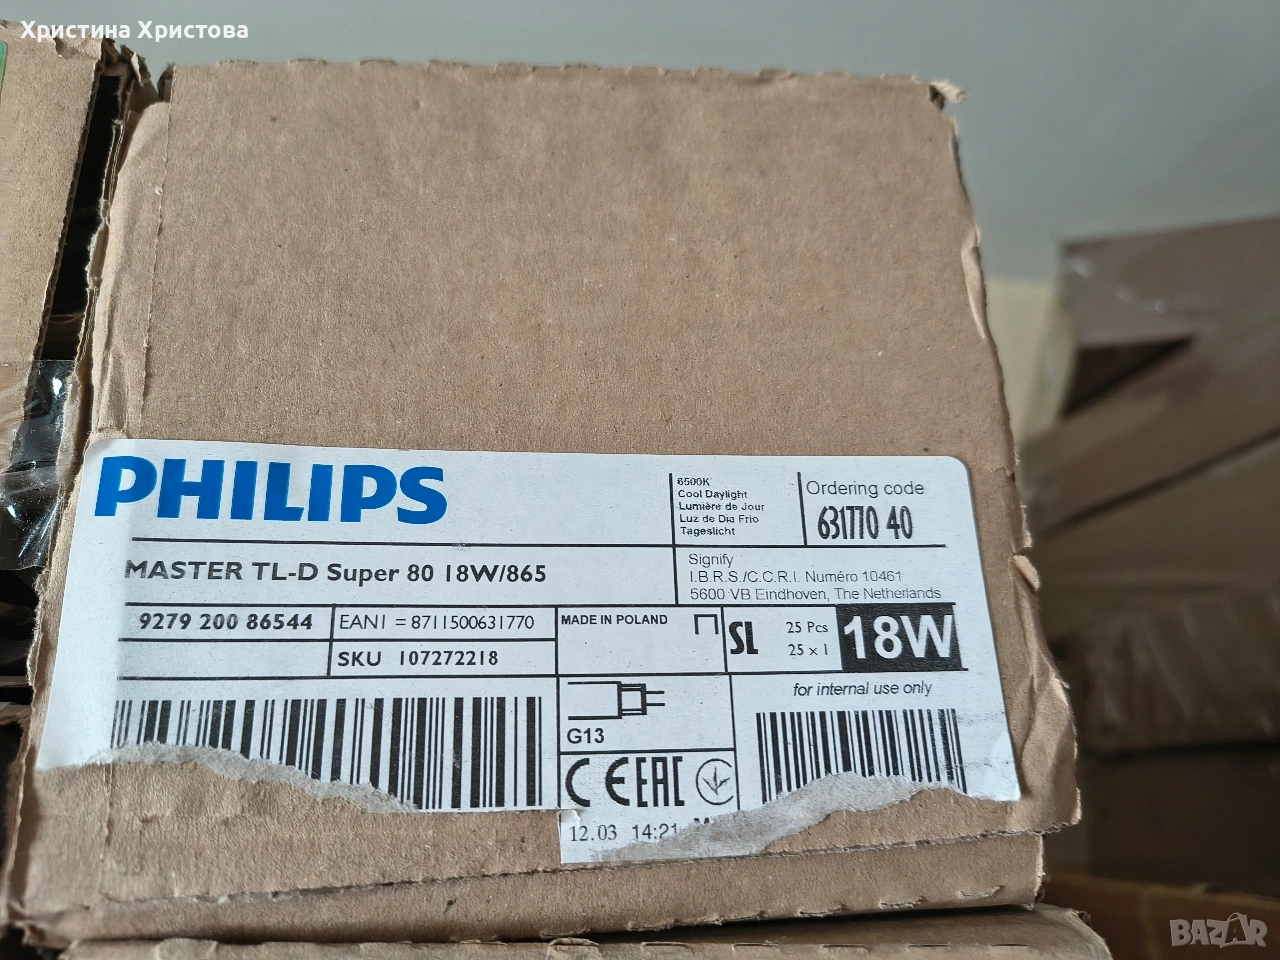 Христина Христова
PHILIPS
6500K
Cool Daylight
Lumière de Jour
Luz de Dia Frio
Tageslicht
Ordering code
631770 40
MASTER TL-D Super 80 18W/865
Signify
I.B.R.S./C.C.R.I. Numéro 10461
5600 VB Eindhoven, The Netherlands
9279 200 86544
EAN1 = 8711500631770
SKU 107272218
MADE IN POLAND
SL
25 Pcs
25 x 1
18W
for internal use only
G13
CE EAC
12.03 14:21
BAZAR